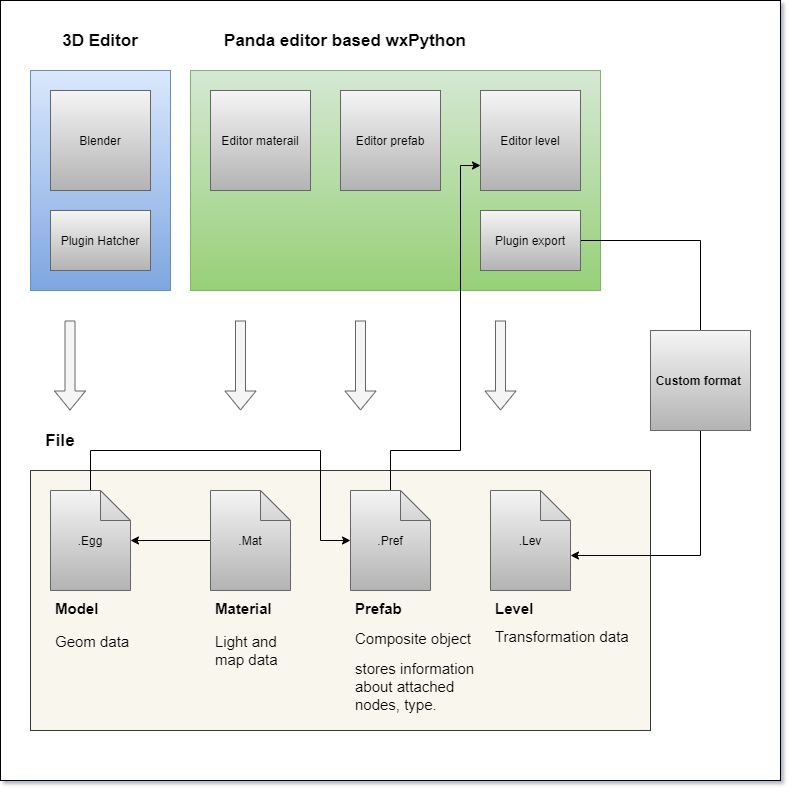 3D Editor
Panda editor based wxPython
Blender
Editor materail
Editor prefab
Editor level
Plugin Hatcher
Plugin export
Custom format
File
.Egg
.Mat
.Pref
.Lev
Model
Material
Prefab
Level
Geom data
Light and
map data
Composite object
stores information
about attached
nodes, type.
Transformation data